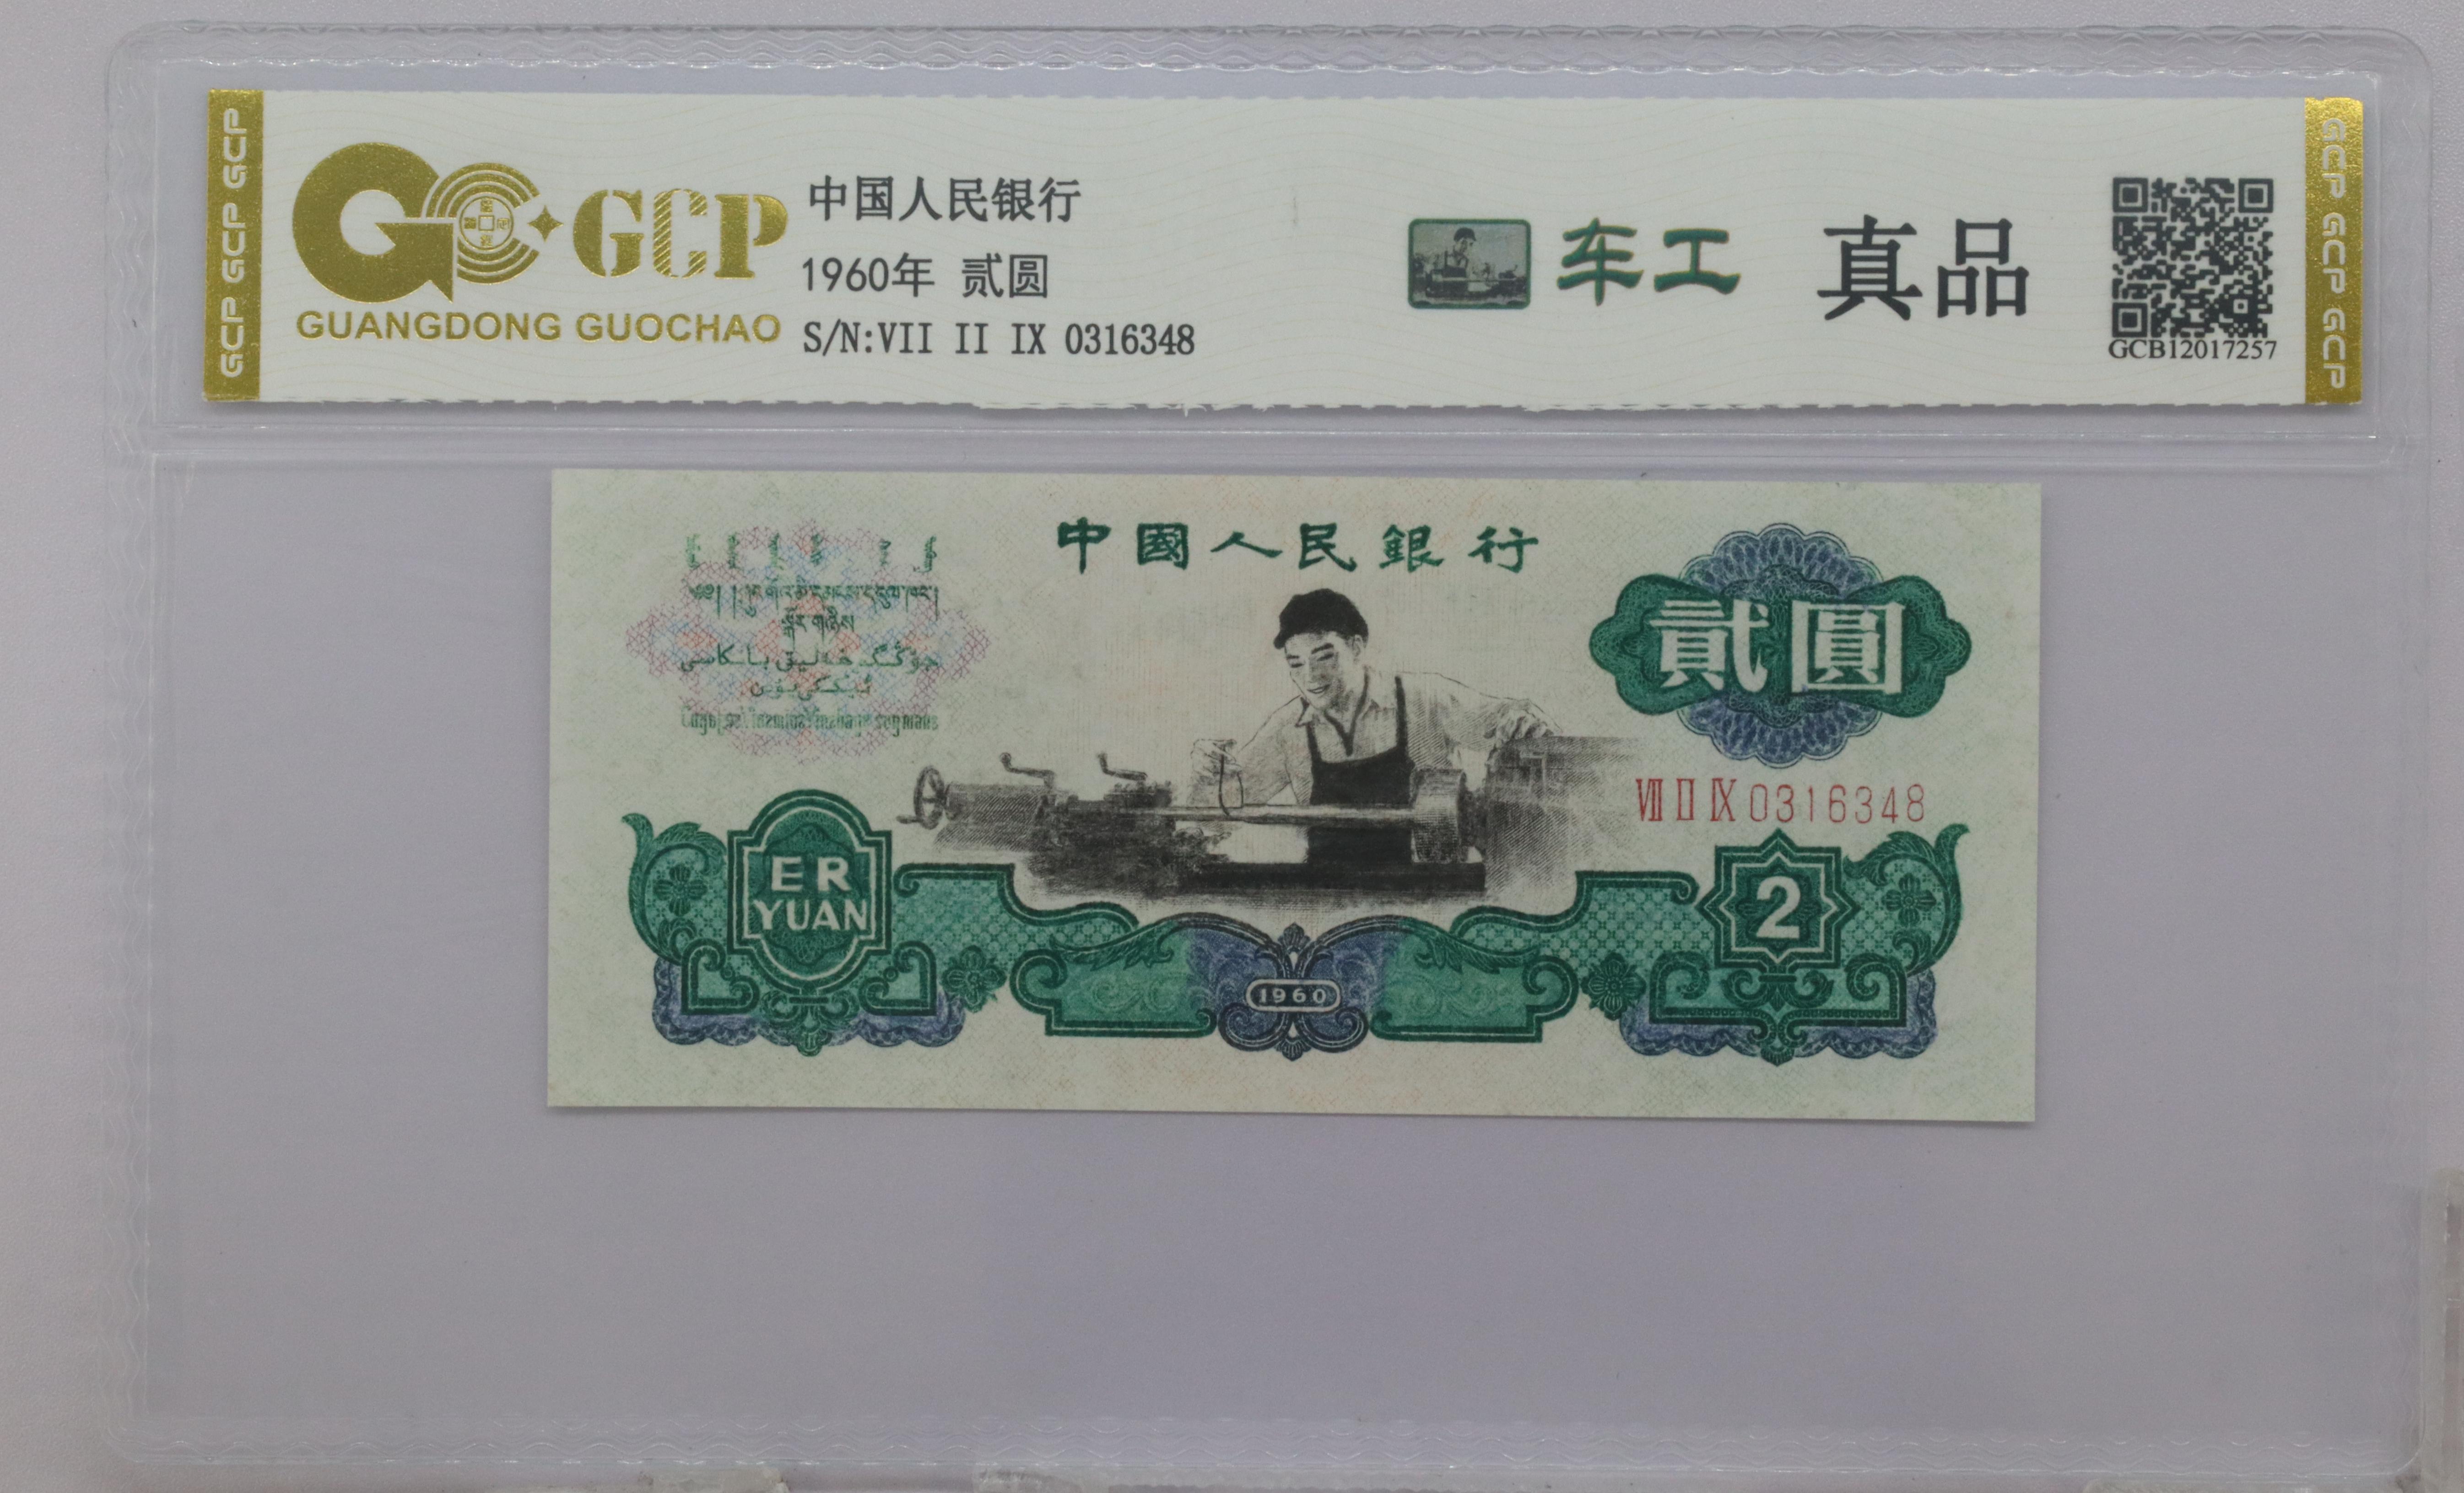 GCP GCP GCP
GCP
GUANGDONG GUOCHAO
中国人民银行
1960年 贰圆
S/N:VII II IX 0316348
车工
真品
GCB12017257
GCP GCP GCP
中國人民銀行
貳圓
VII II IX 0316348
ER
YUAN
1960
2